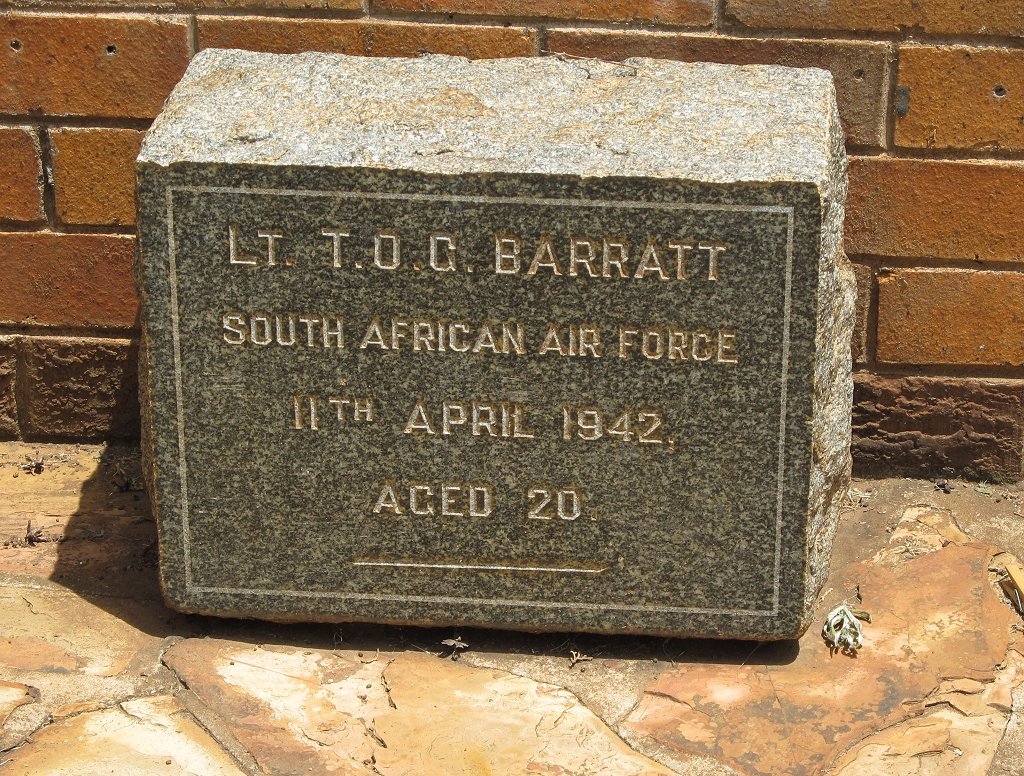 LT. T.O.G. BARRATT
SOUTH AFRICAN AIR FORCE
11TH APRIL 1942.
AGED 20.